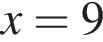 x = 9